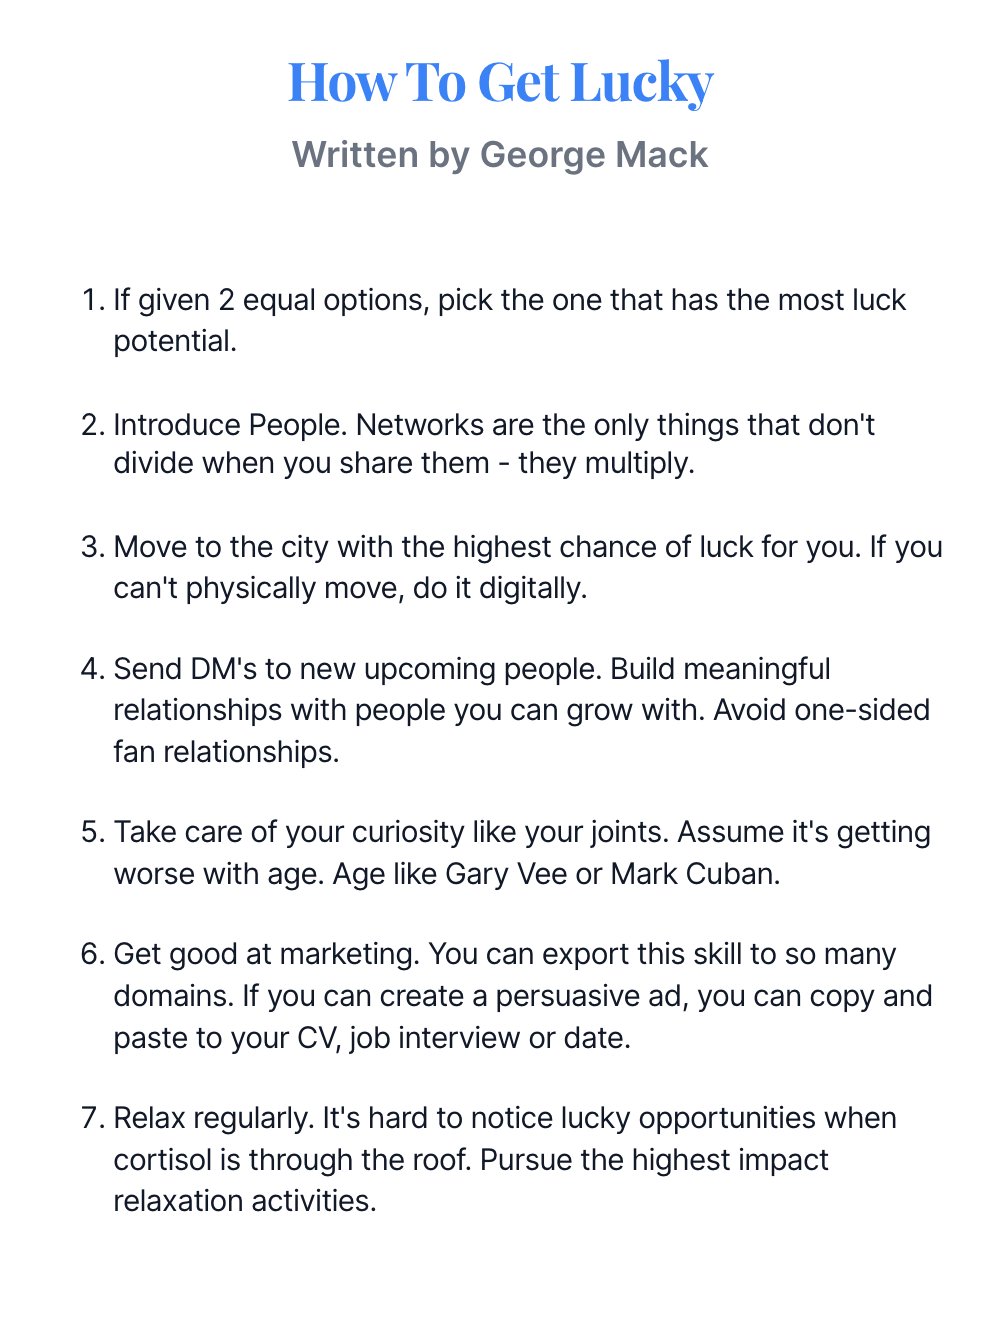 How To Get Lucky
Written by George Mack
1. If given 2 equal options, pick the one that has the most luck
potential.
2. Introduce People. Networks are the only things that don't
divide when you share them - they multiply.
3. Move to the city with the highest chance of luck for you. If you
can't physically move, do it digitally.
4. Send DM's to new upcoming people. Build meaningful
relationships with people you can grow with. Avoid one-sided
fan relationships.
5. Take care of your curiosity like your joints. Assume it's getting
worse with age. Age like Gary Vee or Mark Cuban.
6. Get good at marketing. You can export this skill to so many
domains. If you can create a persuasive ad, you can copy and
paste to your CV, job interview or date.
7. Relax regularly. It's hard to notice lucky opportunities when
cortisol is through the roof. Pursue the highest impact
relaxation activities.